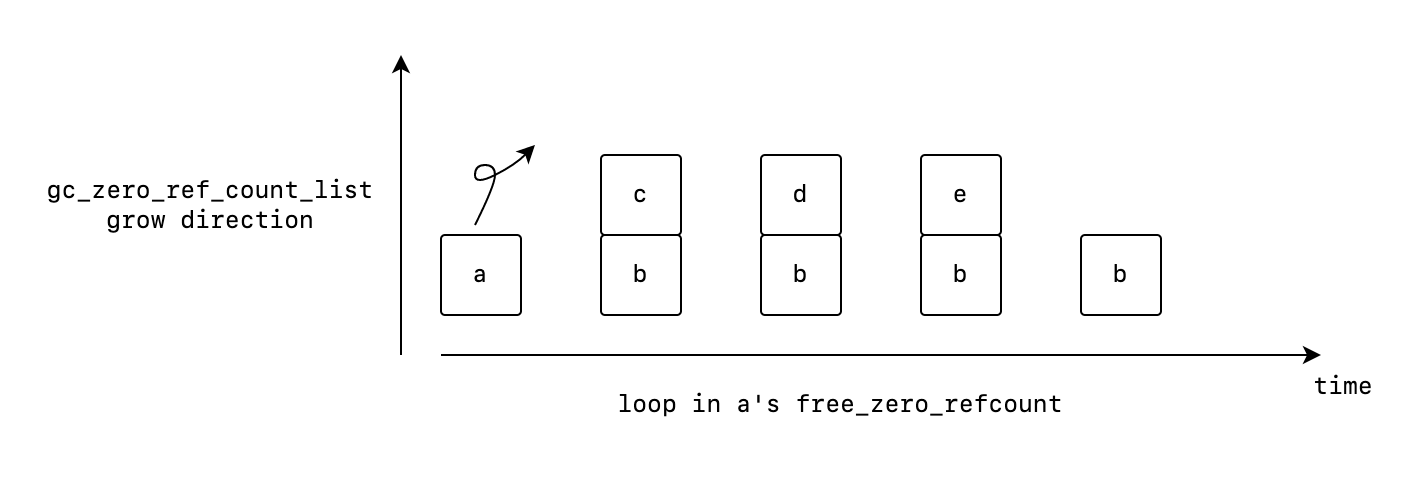 gc_zero_ref_count_list
grow direction
c
d
e
a
b
b
b
b
time
loop in a's free_zero_refcount